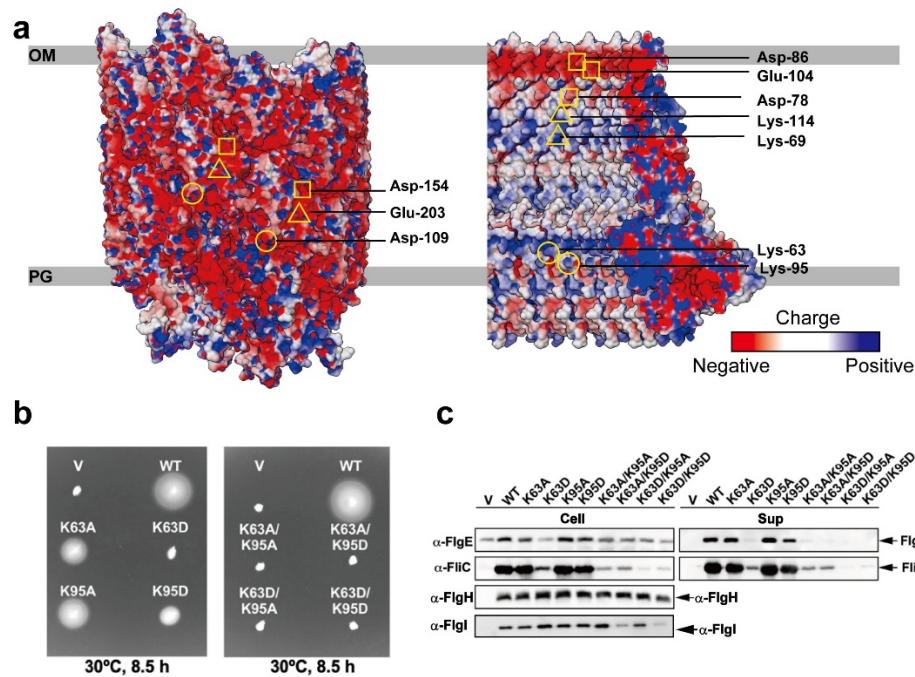 a
OM
PG
Asp-154
Glu-203
Asp-109
Asp-86
Glu-104
Asp-78
Lys-114
Lys-69
Lys-63
Lys-95
Charge
Negative Positive
b
V WT
K63A K63D
K95A K95D
30ºC, 8.5 h
V WT
K63A/ K63A/
K95A K95D
K63D/ K63D/
K95A K95D
30ºC, 8.5 h
c
V WT K63A K63D K95A K95D K63A/K95A K63A/K95D K63D/K95A K63D/K95D
V WT K63A K63D K95A K95D K63A/K95A K63A/K95D K63D/K95A K63D/K95D
Cell Sup
α-FlgE Flg
α-FliC Fli
α-FlgH α-FlgH
α-FlgI α-FlgI